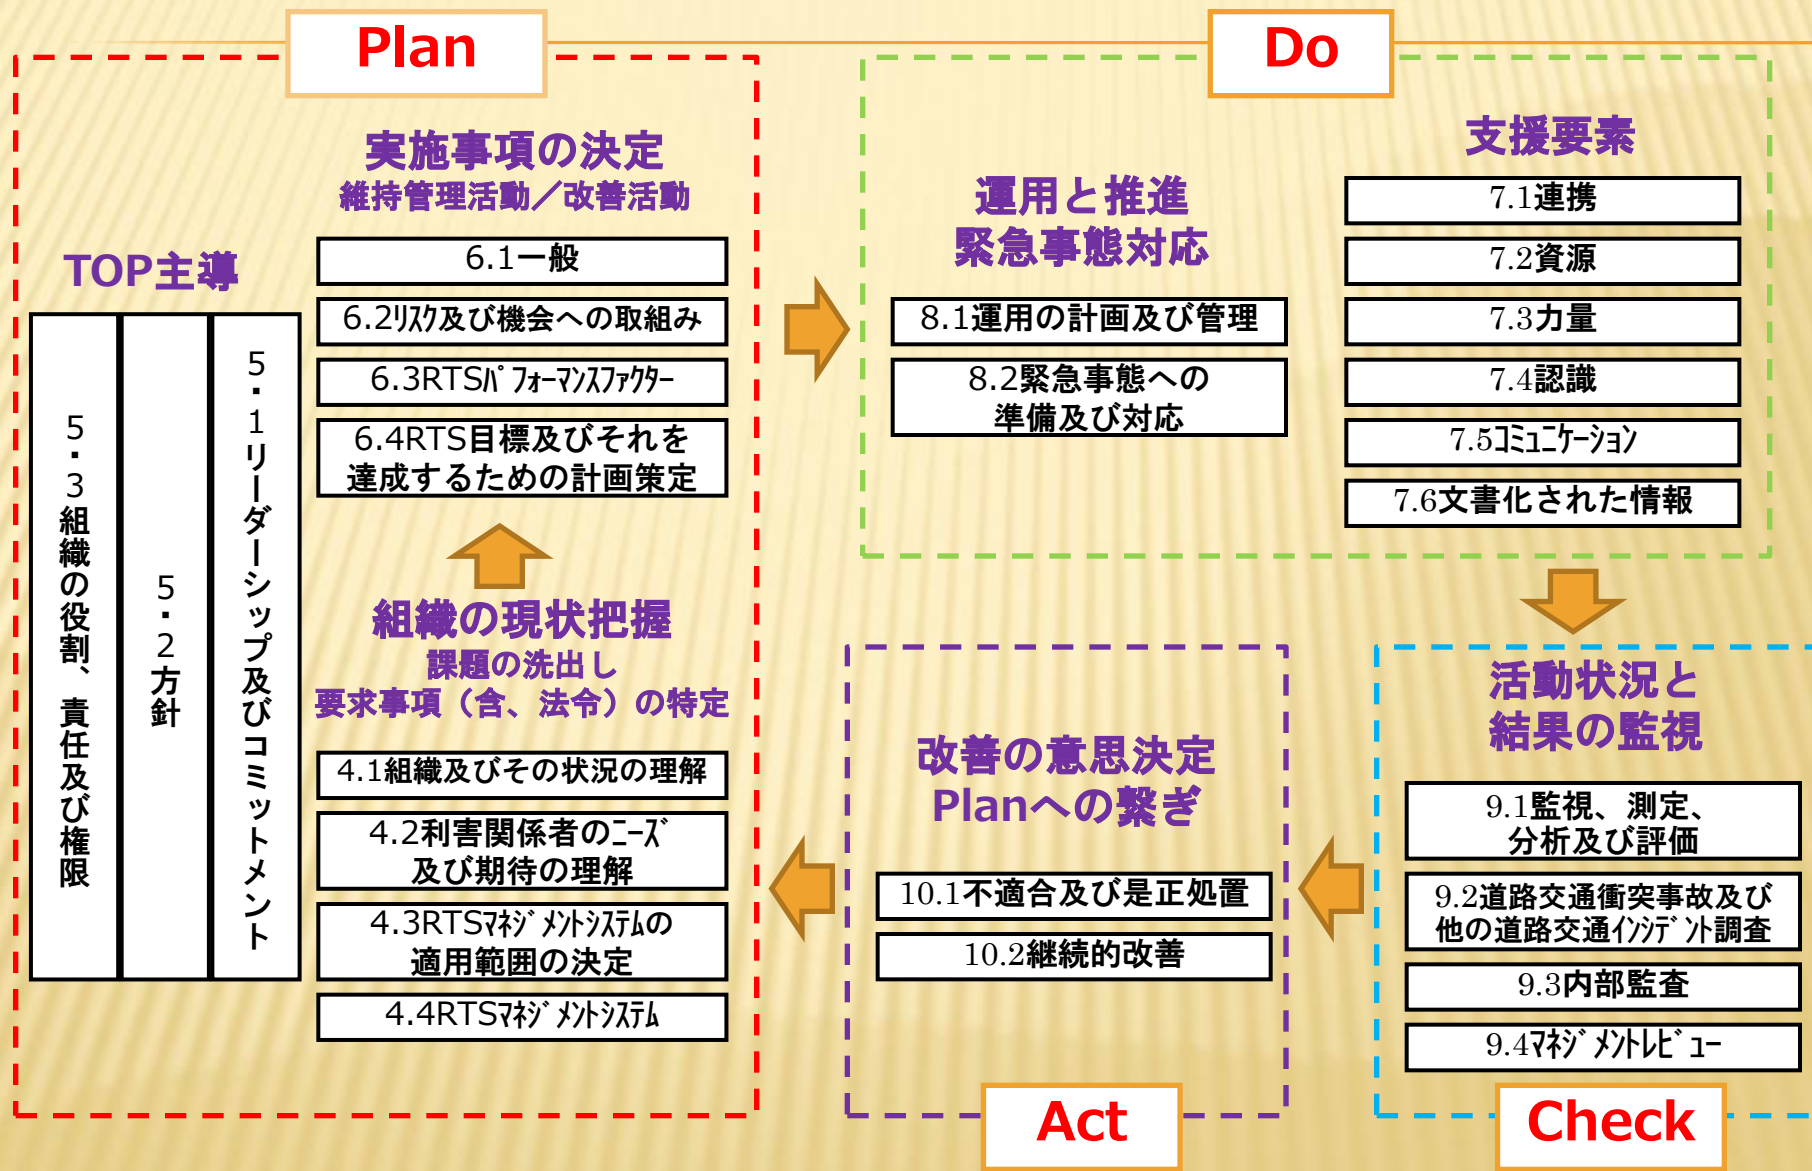 Plan
実施事項の決定
維持管理活動／改善活動
TOP主導
5.3組織の役割、責任及び権限
5.2方針
5.1リーダーシップ及びコミットメント
6.1一般
6.2ﾘｽｸ及び機会への取組み
6.3RTSﾊﾟﾌｫｰﾏﾝｽﾌｧｸﾀｰ
6.4RTS目標及びそれを
達成するための計画策定
組織の現状把握
課題の洗出し
要求事項（含、法令）の特定
4.1組織及びその状況の理解
4.2利害関係者のﾆｰｽﾞ
及び期待の理解
4.3RTSﾏﾈｼﾞﾒﾝﾄｼｽﾃﾑの
適用範囲の決定
4.4RTSﾏﾈｼﾞﾒﾝﾄｼｽﾃﾑ
Do
運用と推進
緊急事態対応
8.1運用の計画及び管理
8.2緊急事態への
準備及び対応
支援要素
7.1連携
7.2資源
7.3力量
7.4認識
7.5ｺﾐｭﾆｹｰｼｮﾝ
7.6文書化された情報
活動状況と
結果の監視
9.1監視、測定、
分析及び評価
9.2道路交通衝突事故及び
他の道路交通ｲﾝｼﾃﾞﾝﾄ調査
9.3内部監査
9.4ﾏﾈｼﾞﾒﾝﾄﾚﾋﾞｭｰ
Check
改善の意思決定
Planへの繋ぎ
10.1不適合及び是正処置
10.2継続的改善
Act